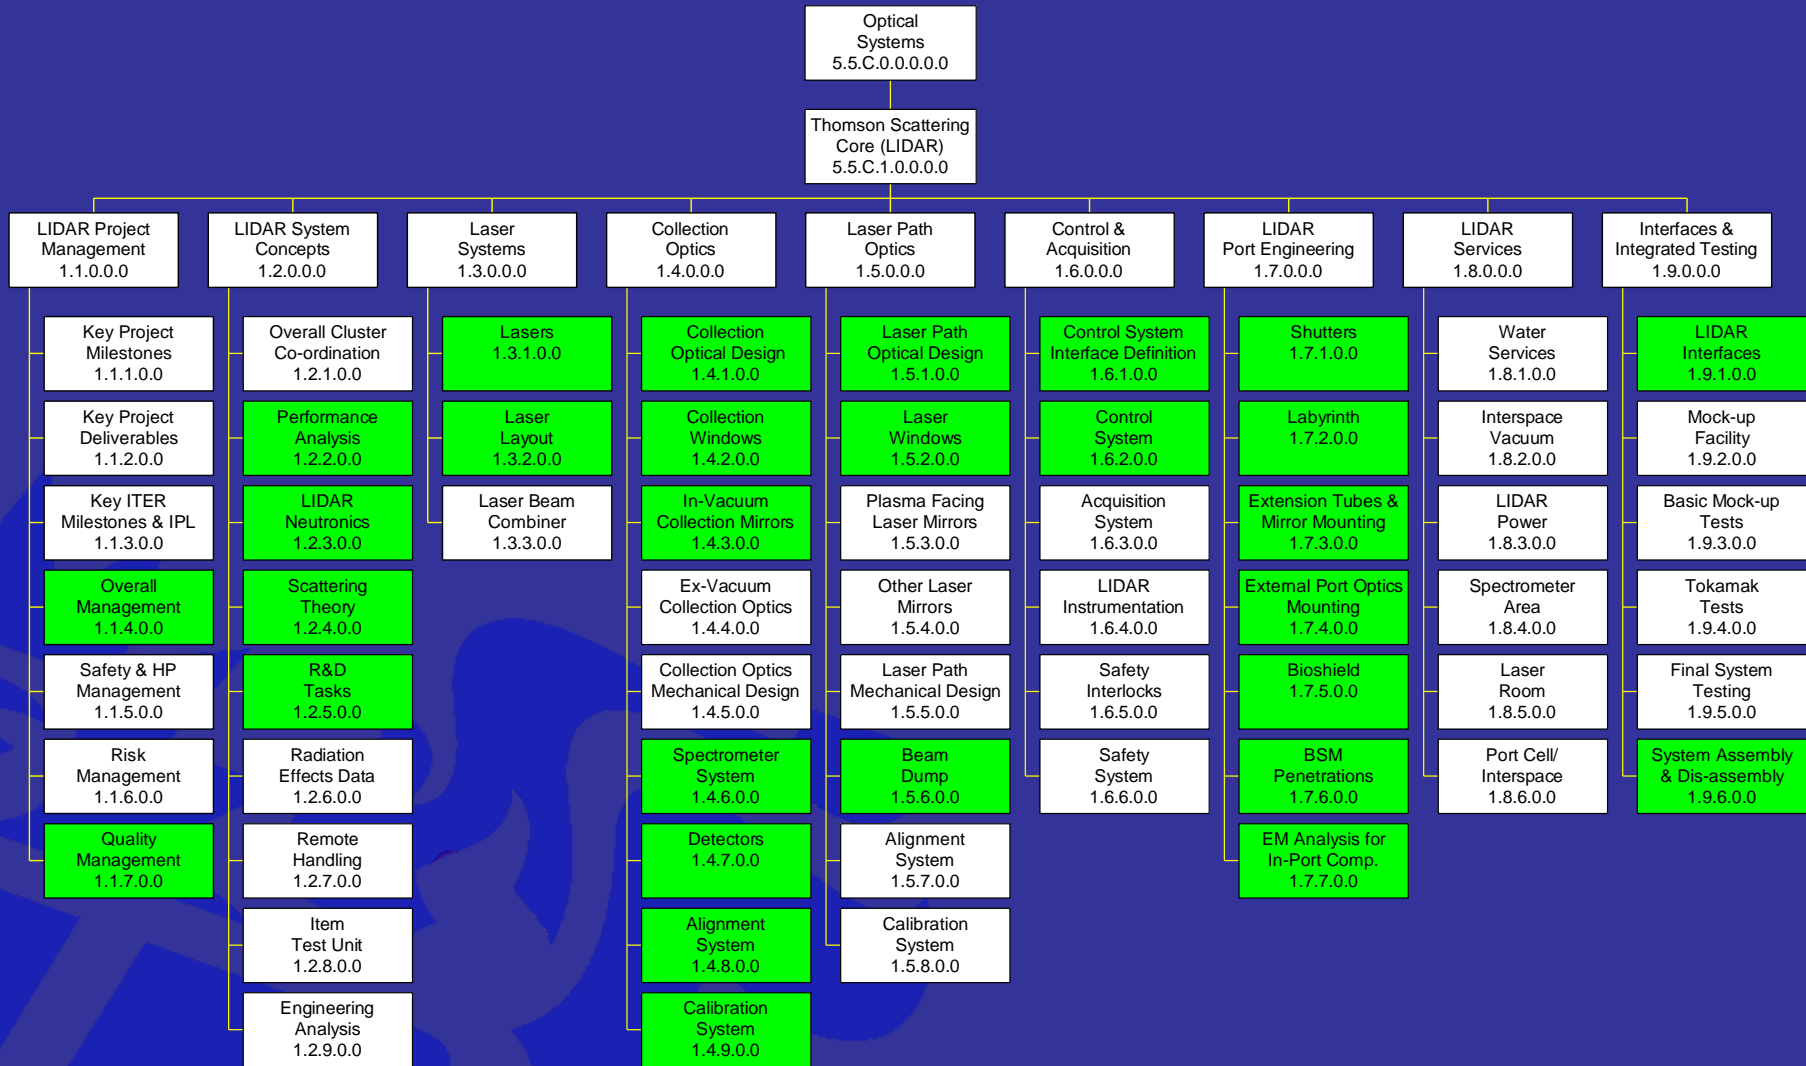 Optical
Systems
5.5.C.0.0.0.0.0
Thomson Scattering
Core (LIDAR)
5.5.C.1.0.0.0.0
LIDAR Project
Management
1.1.0.0.0
LIDAR System
Concepts
1.2.0.0.0
Laser
Systems
1.3.0.0.0
Collection
Optics
1.4.0.0.0
Laser Path
Optics
1.5.0.0.0
Control &
Acquisition
1.6.0.0.0
LIDAR
Port Engineering
1.7.0.0.0
LIDAR
Services
1.8.0.0.0
Interfaces &
Integrated Testing
1.9.0.0.0
Key Project
Milestones
1.1.1.0.0
Key Project
Deliverables
1.1.2.0.0
Key ITER
Milestones & IPL
1.1.3.0.0
Overall
Management
1.1.4.0.0
Safety & HP
Management
1.1.5.0.0
Risk
Management
1.1.6.0.0
Quality
Management
1.1.7.0.0
Overall Cluster
Co-ordination
1.2.1.0.0
Performance
Analysis
1.2.2.0.0
LIDAR
Neutronics
1.2.3.0.0
Scattering
Theory
1.2.4.0.0
R&D
Tasks
1.2.5.0.0
Radiation
Effects Data
1.2.6.0.0
Remote
Handling
1.2.7.0.0
Item
Test Unit
1.2.8.0.0
Engineering
Analysis
1.2.9.0.0
Lasers
1.3.1.0.0
Laser
Layout
1.3.2.0.0
Laser Beam
Combiner
1.3.3.0.0
Collection
Optical Design
1.4.1.0.0
Collection
Windows
1.4.2.0.0
In-Vacuum
Collection Mirrors
1.4.3.0.0
Ex-Vacuum
Collection Optics
1.4.4.0.0
Collection Optics
Mechanical Design
1.4.5.0.0
Spectrometer
System
1.4.6.0.0
Detectors
1.4.7.0.0
Alignment
System
1.4.8.0.0
Calibration
System
1.4.9.0.0
Laser Path
Optical Design
1.5.1.0.0
Laser
Windows
1.5.2.0.0
Plasma Facing
Laser Mirrors
1.5.3.0.0
Other Laser
Mirrors
1.5.4.0.0
Laser Path
Mechanical Design
1.5.5.0.0
Beam
Dump
1.5.6.0.0
Alignment
System
1.5.7.0.0
Calibration
System
1.5.8.0.0
Control System
Interface Definition
1.6.1.0.0
Control
System
1.6.2.0.0
Acquisition
System
1.6.3.0.0
LIDAR
Instrumentation
1.6.4.0.0
Safety
Interlocks
1.6.5.0.0
Safety
System
1.6.6.0.0
Shutters
1.7.1.0.0
Labyrinth
1.7.2.0.0
Extension Tubes &
Mirror Mounting
1.7.3.0.0
External Port Optics
Mounting
1.7.4.0.0
Bioshield
1.7.5.0.0
BSM
Penetrations
1.7.6.0.0
EM Analysis for
In-Port Comp.
1.7.7.0.0
Water
Services
1.8.1.0.0
Interspace
Vacuum
1.8.2.0.0
LIDAR
Power
1.8.3.0.0
Spectrometer
Area
1.8.4.0.0
Laser
Room
1.8.5.0.0
Port Cell/
Interspace
1.8.6.0.0
LIDAR
Interfaces
1.9.1.0.0
Mock-up
Facility
1.9.2.0.0
Basic Mock-up
Tests
1.9.3.0.0
Tokamak
Tests
1.9.4.0.0
Final System
Testing
1.9.5.0.0
System Assembly
& Dis-assembly
1.9.6.0.0